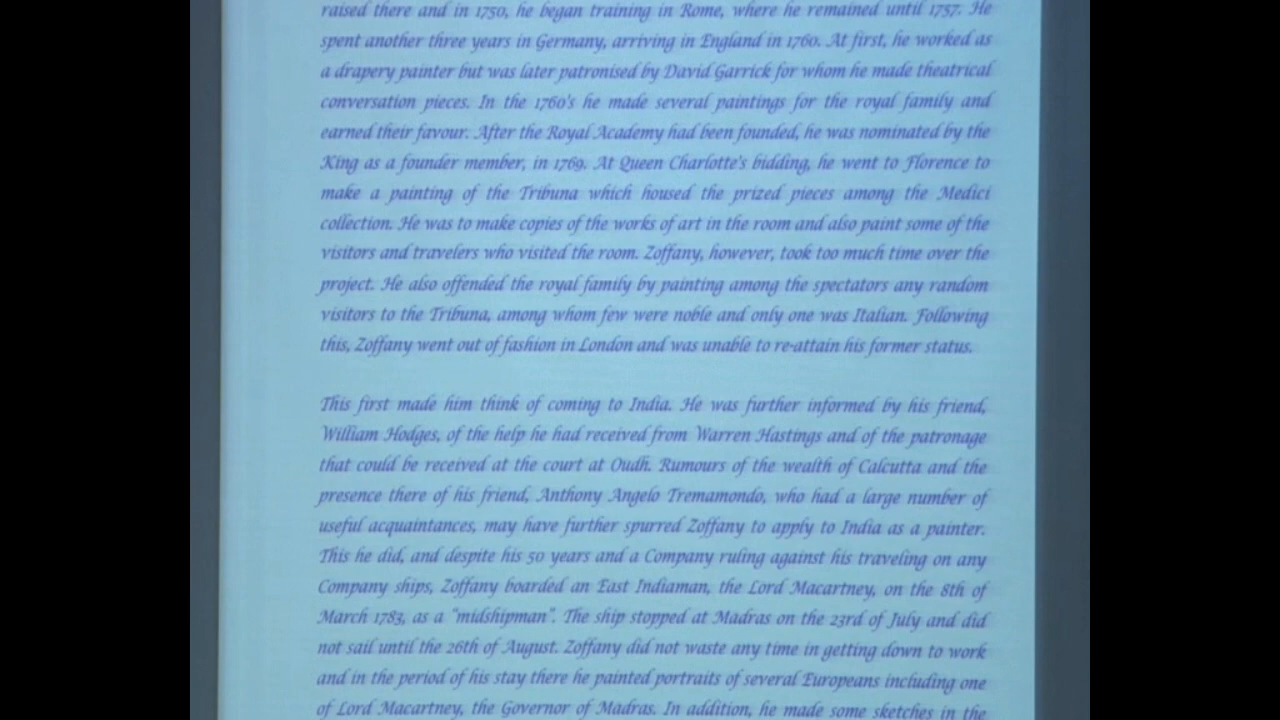 raised there and in 1750, he began training in Rome, where he remained until 1757. He
spent another three years in Germany, arriving in England in 1760. At first, he worked as
a drapery painter but was later patronised by David Garrick for whom he made theatrical
conversation pieces. In the 1760's he made several paintings for the royal family and
earned their favour. After the Royal Academy had been founded, he was nominated by the
King as a founder member, in 1769. At Queen Charlotte's bidding, he went to Florence to
make a painting of the Tribuna which housed the prized pieces among the Medici
collection. He was to make copies of the works of art in the room and also paint some of the
visitors and travelers who visited the room. Zoffany, however, took too much time over the
project. He also offended the royal family by painting among the spectators any random
visitors to the Tribuna, among whom few were noble and only one was Italian. Following
this, Zoffany went out of fashion in London and was unable to re-attain his former status.
This first made him think of coming to India. He was further informed by his friend,
William Hodges, of the help he had received from Warren Hastings and of the patronage
that could be received at the court at Oudh. Rumours of the wealth of Calcutta and the
presence there of his friend, Anthony Angelo Tremamondo, who had a large number of
useful acquaintances, may have further spurred Zoffany to apply to India as a painter.
This he did, and despite his 50 years and a Company ruling against his traveling on any
Company ships, Zoffany boarded an East Indiaman, the Lord Macartney, on the 8th of
March 1783, as a "midshipman". The ship stopped at Madras on the 23rd of July and did
not sail until the 26th of August. Zoffany did not waste any time in getting down to work
and in the period of his stay there he painted portraits of several Europeans including one
of Lord Macartney, the Governor of Madras. In addition, he made some sketches in the